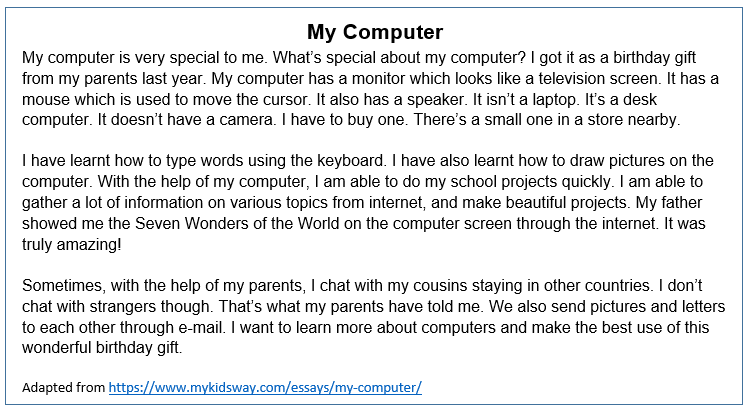 My Computer
My computer is very special to me. What’s special about my computer? I got it as a birthday gift
from my parents last year. My computer has a monitor which looks like a television screen. It has a
mouse which is used to move the cursor. It also has a speaker. It isn’t a laptop. It’s a desk
computer. It doesn’t have a camera. I have to buy one. There’s a small one in a store nearby.
I have learnt how to type words using the keyboard. I have also learnt how to draw pictures on the
computer. With the help of my computer, I am able to do my school projects quickly. I am able to
gather a lot of information on various topics from internet, and make beautiful projects. My father
showed me the Seven Wonders of the World on the computer screen through the internet. It was
truly amazing!
Sometimes, with the help of my parents, I chat with my cousins staying in other countries. I don’t
chat with strangers though. That’s what my parents have told me. We also send pictures and letters
to each other through e-mail. I want to learn more about computers and make the best use of this
wonderful birthday gift.
Adapted from https://www.mykidsway.com/essays/my-computer/